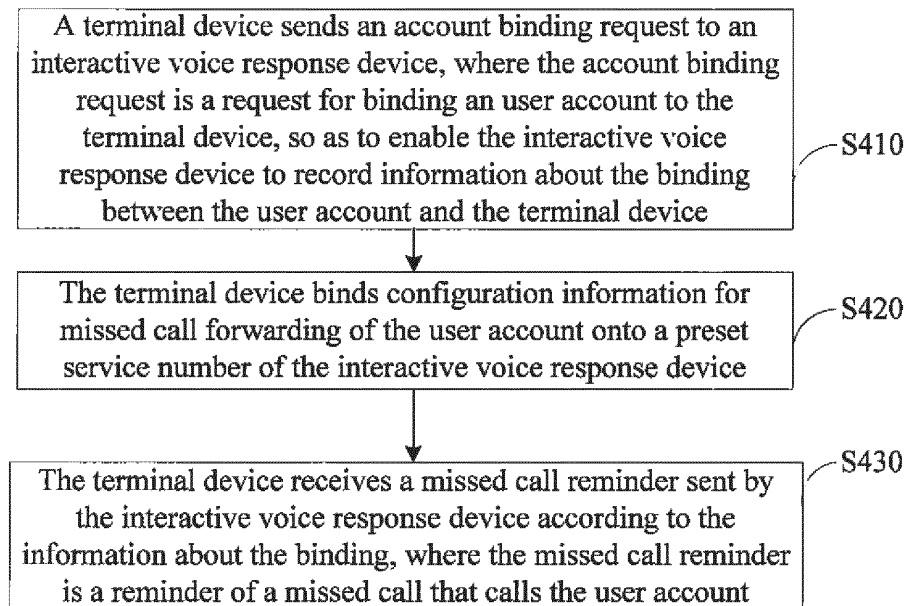 A terminal device sends an account binding request to an
interactive voice response device, where the account binding
request is a request for binding an user account to the
terminal device, so as to enable the interactive voice
response device to record information about the binding
between the user account and the terminal device
S410
The terminal device binds configuration information for
missed call forwarding of the user account onto a preset
service number of the interactive voice response device
S420
The terminal device receives a missed call reminder sent by
the interactive voice response device according to the
information about the binding, where the missed call reminder
is a reminder of a missed call that calls the user account
S430